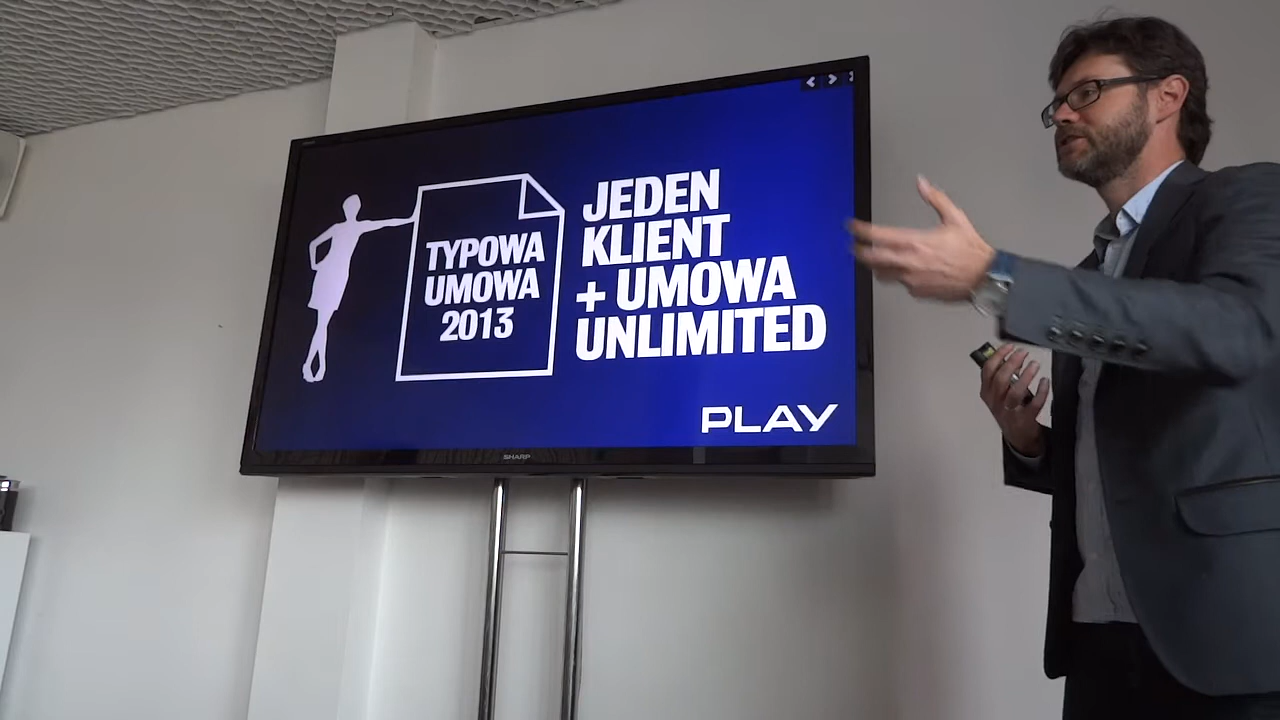 TYPOWA
UMOWA
2013
JEDEN
KLIENT
+ UMOWA
UNLIMITED
PLAY
SHARP